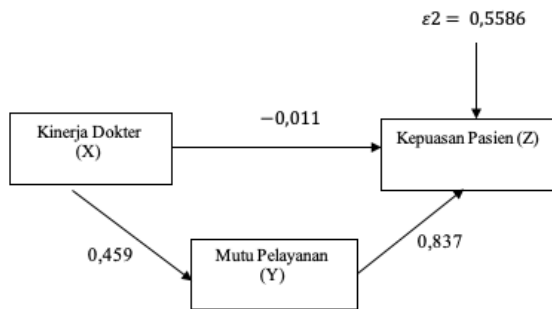 ε2 = 0,5586
−0,011
Kinerja Dokter
(X)
Kepuasan Pasien (Z)
0,459
0,837
Mutu Pelayanan
(Y)